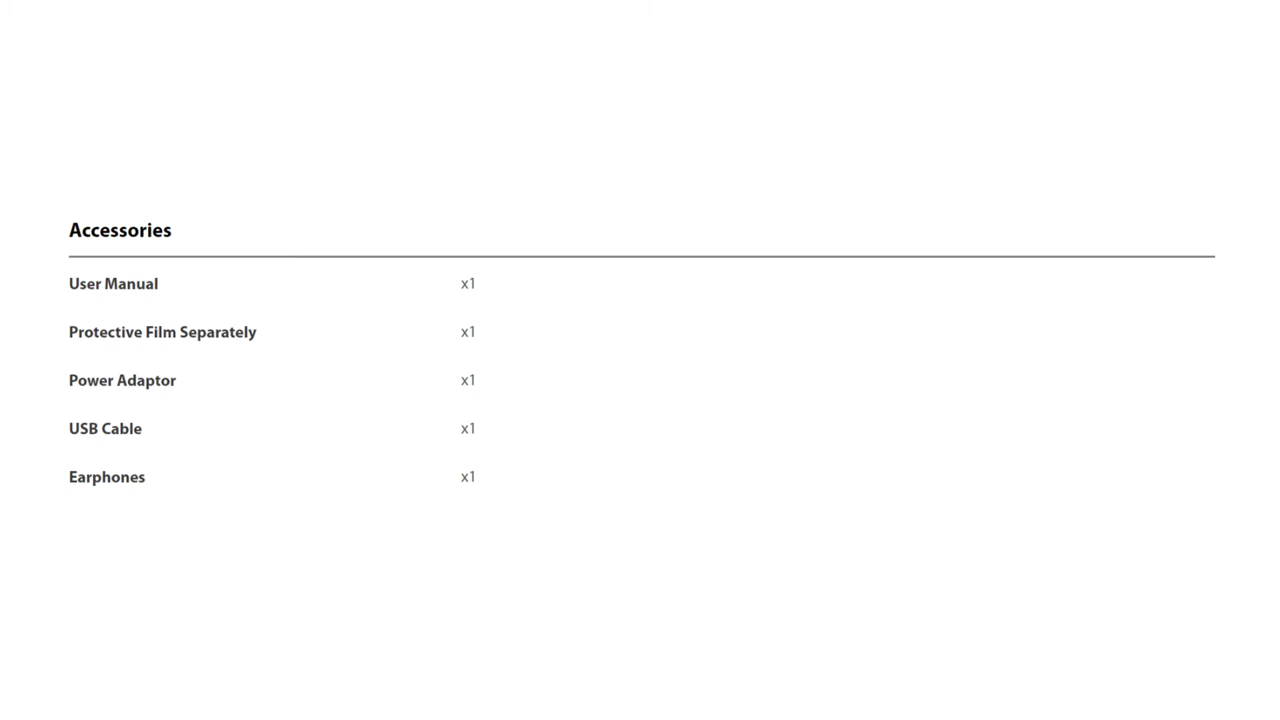 Accessories
User Manual x1
Protective Film Separately x1
Power Adaptor x1
USB Cable x1
Earphones x1